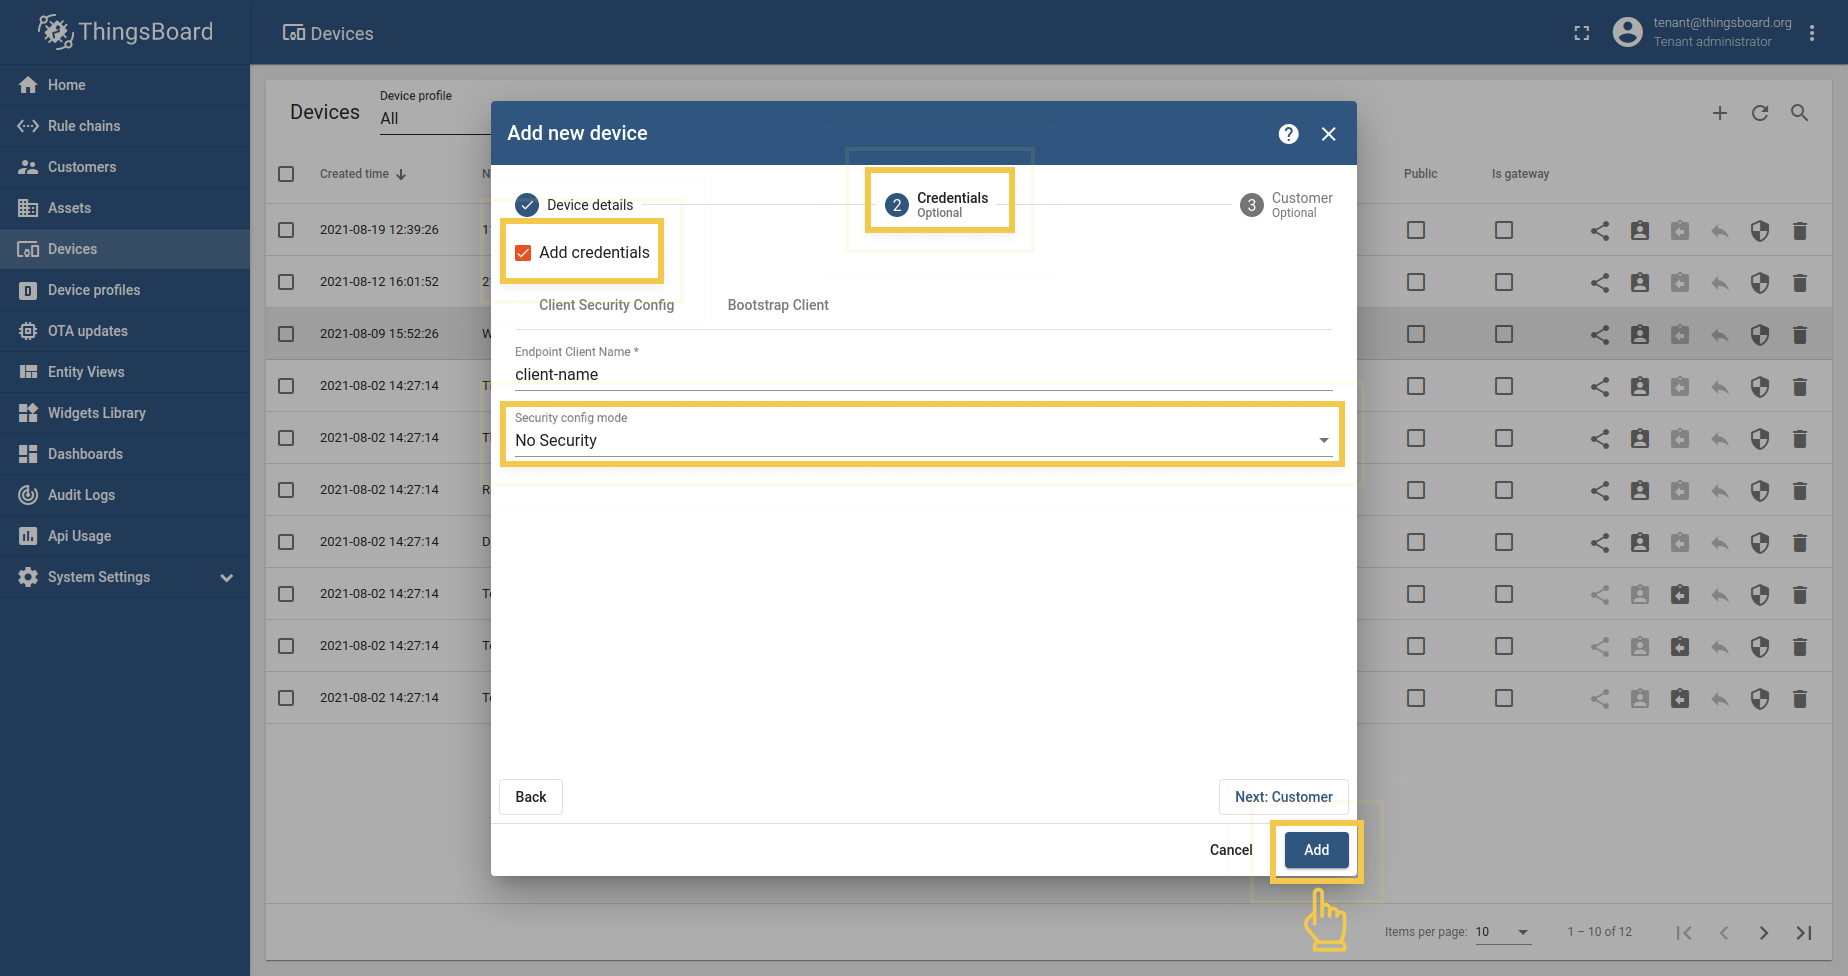 ThingsBoard
Devices
tenant@thingsboard.org
Tenant administrator
Home
Rule chains
Customers
Assets
Devices
Device profiles
OTA updates
Entity Views
Widgets Library
Dashboards
Audit Logs
Api Usage
System Settings
Devices
Device profile
All
Created time
N
Public
Is gateway
2021-08-19 12:39:26
2021-08-12 16:01:52
2021-08-09 15:52:26
W
2021-08-02 14:27:14
2021-08-02 14:27:14
2021-08-02 14:27:14
R
2021-08-02 14:27:14
D
2021-08-02 14:27:14
2021-08-02 14:27:14
2021-08-02 14:27:14
Add new device
?
Device details
2
Credentials
Optional
3
Customer
Optional
Add credentials
Client Security Config
Bootstrap Client
Endpoint Client Name *
client-name
Security config mode
No Security
Back
Next: Customer
Cancel
Add
Items per page: 10
1 – 10 of 12